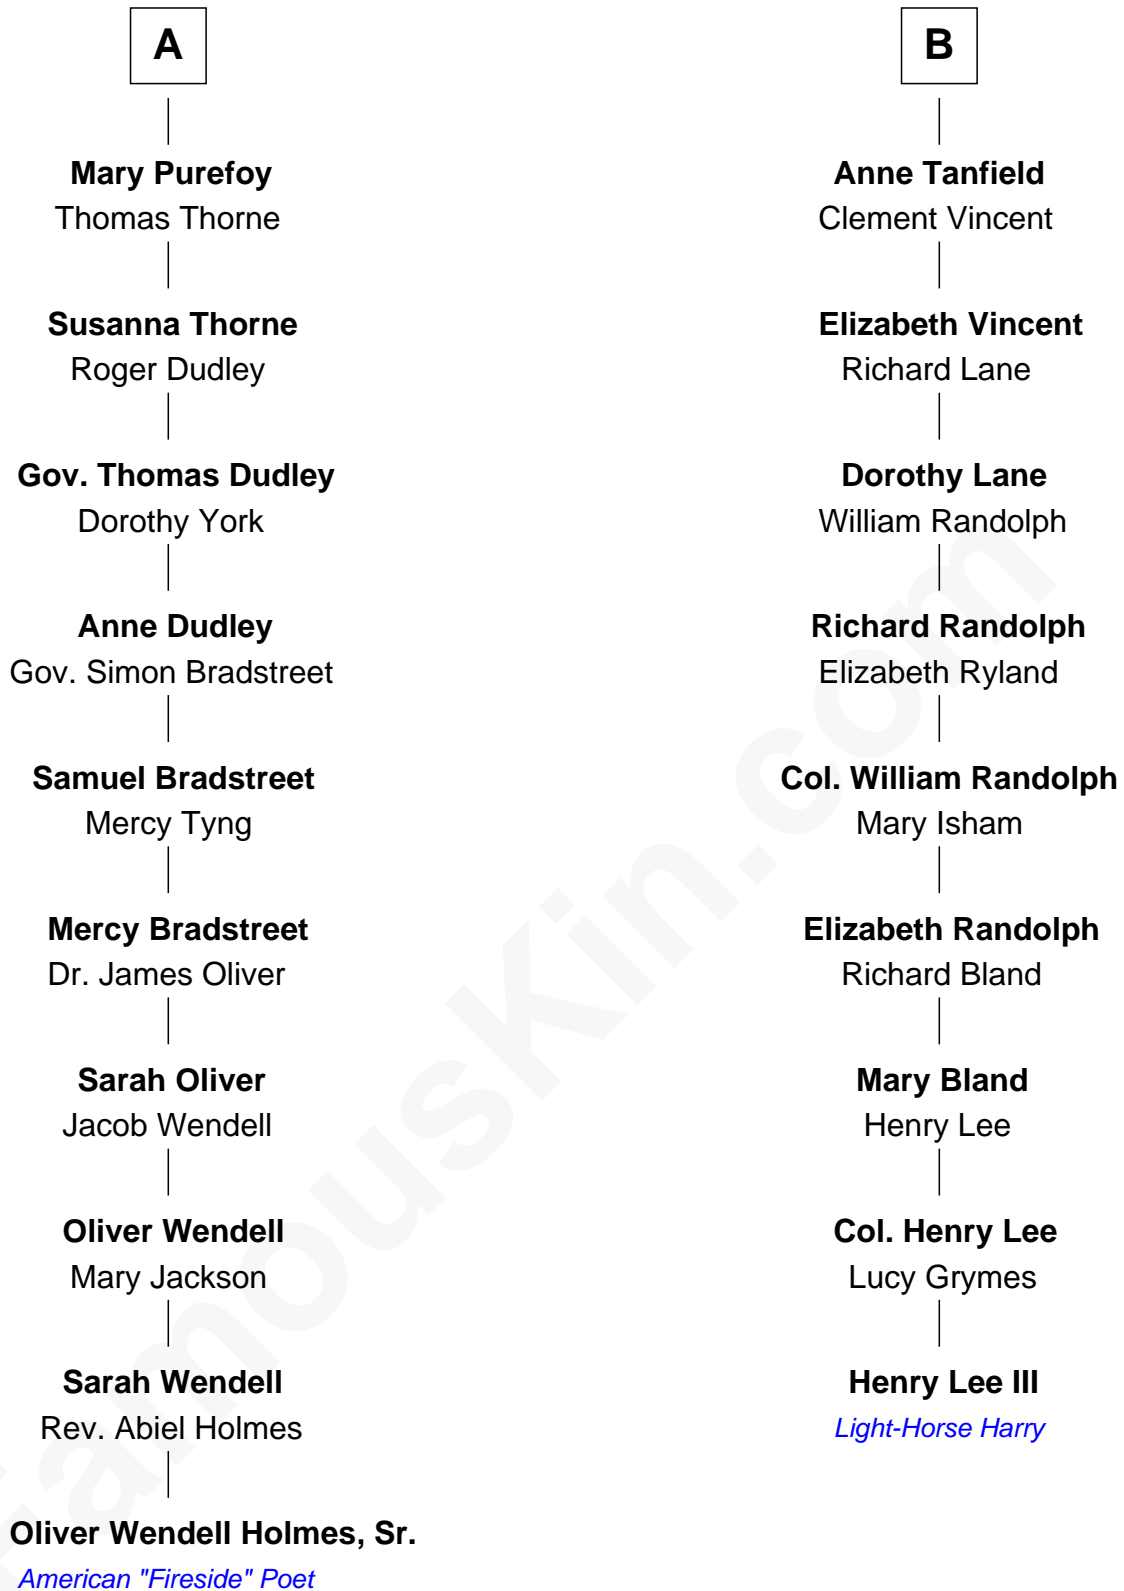 A
Mary Purefoy
Thomas Thorne
Susanna Thorne
Roger Dudley
Gov. Thomas Dudley
Dorothy York
Anne Dudley
Gov. Simon Bradstreet
Samuel Bradstreet
Mercy Tyng
Mercy Bradstreet
Dr. James Oliver
Sarah Oliver
Jacob Wendell
Oliver Wendell
Mary Jackson
Sarah Wendell
Rev. Abiel Holmes
Oliver Wendell Holmes, Sr.
American "Fireside" Poet
B
Anne Tanfield
Clement Vincent
Elizabeth Vincent
Richard Lane
Dorothy Lane
William Randolph
Richard Randolph
Elizabeth Ryland
Col. William Randolph
Mary Isham
Elizabeth Randolph
Richard Bland
Mary Bland
Henry Lee
Col. Henry Lee
Lucy Grymes
Henry Lee III
Light-Horse Harry
FamousKin.com